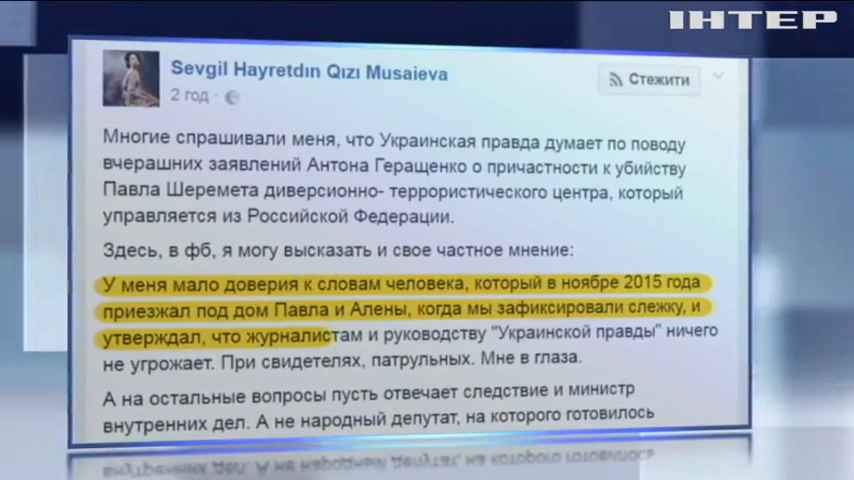 ІНТЕР
Sevgil Hayretdın Qızı Musaieva
Стежити
2 год ·
Многие спрашивали меня, что Украинская правда думает по поводу
вчерашних заявлений Антона Геращенко о причастности к убийству
Павла Шеремета диверсионно- террористического центра, который
управляется из Российской Федерации.
Здесь, в фб, я могу высказать и свое частное мнение:
У меня мало доверия к словам человека, который в ноябре 2015 года
приезжал под дом Павла и Алены, когда мы зафиксировали слежку, и
утверждал, что журналистам и руководству "Украинской правды" ничего
не угрожает. При свидетелях, патрульных. Мне в глаза.
А на остальные вопросы пусть отвечает следствие и министр
внутренних дел. А не народный депутат, на которого готовилось